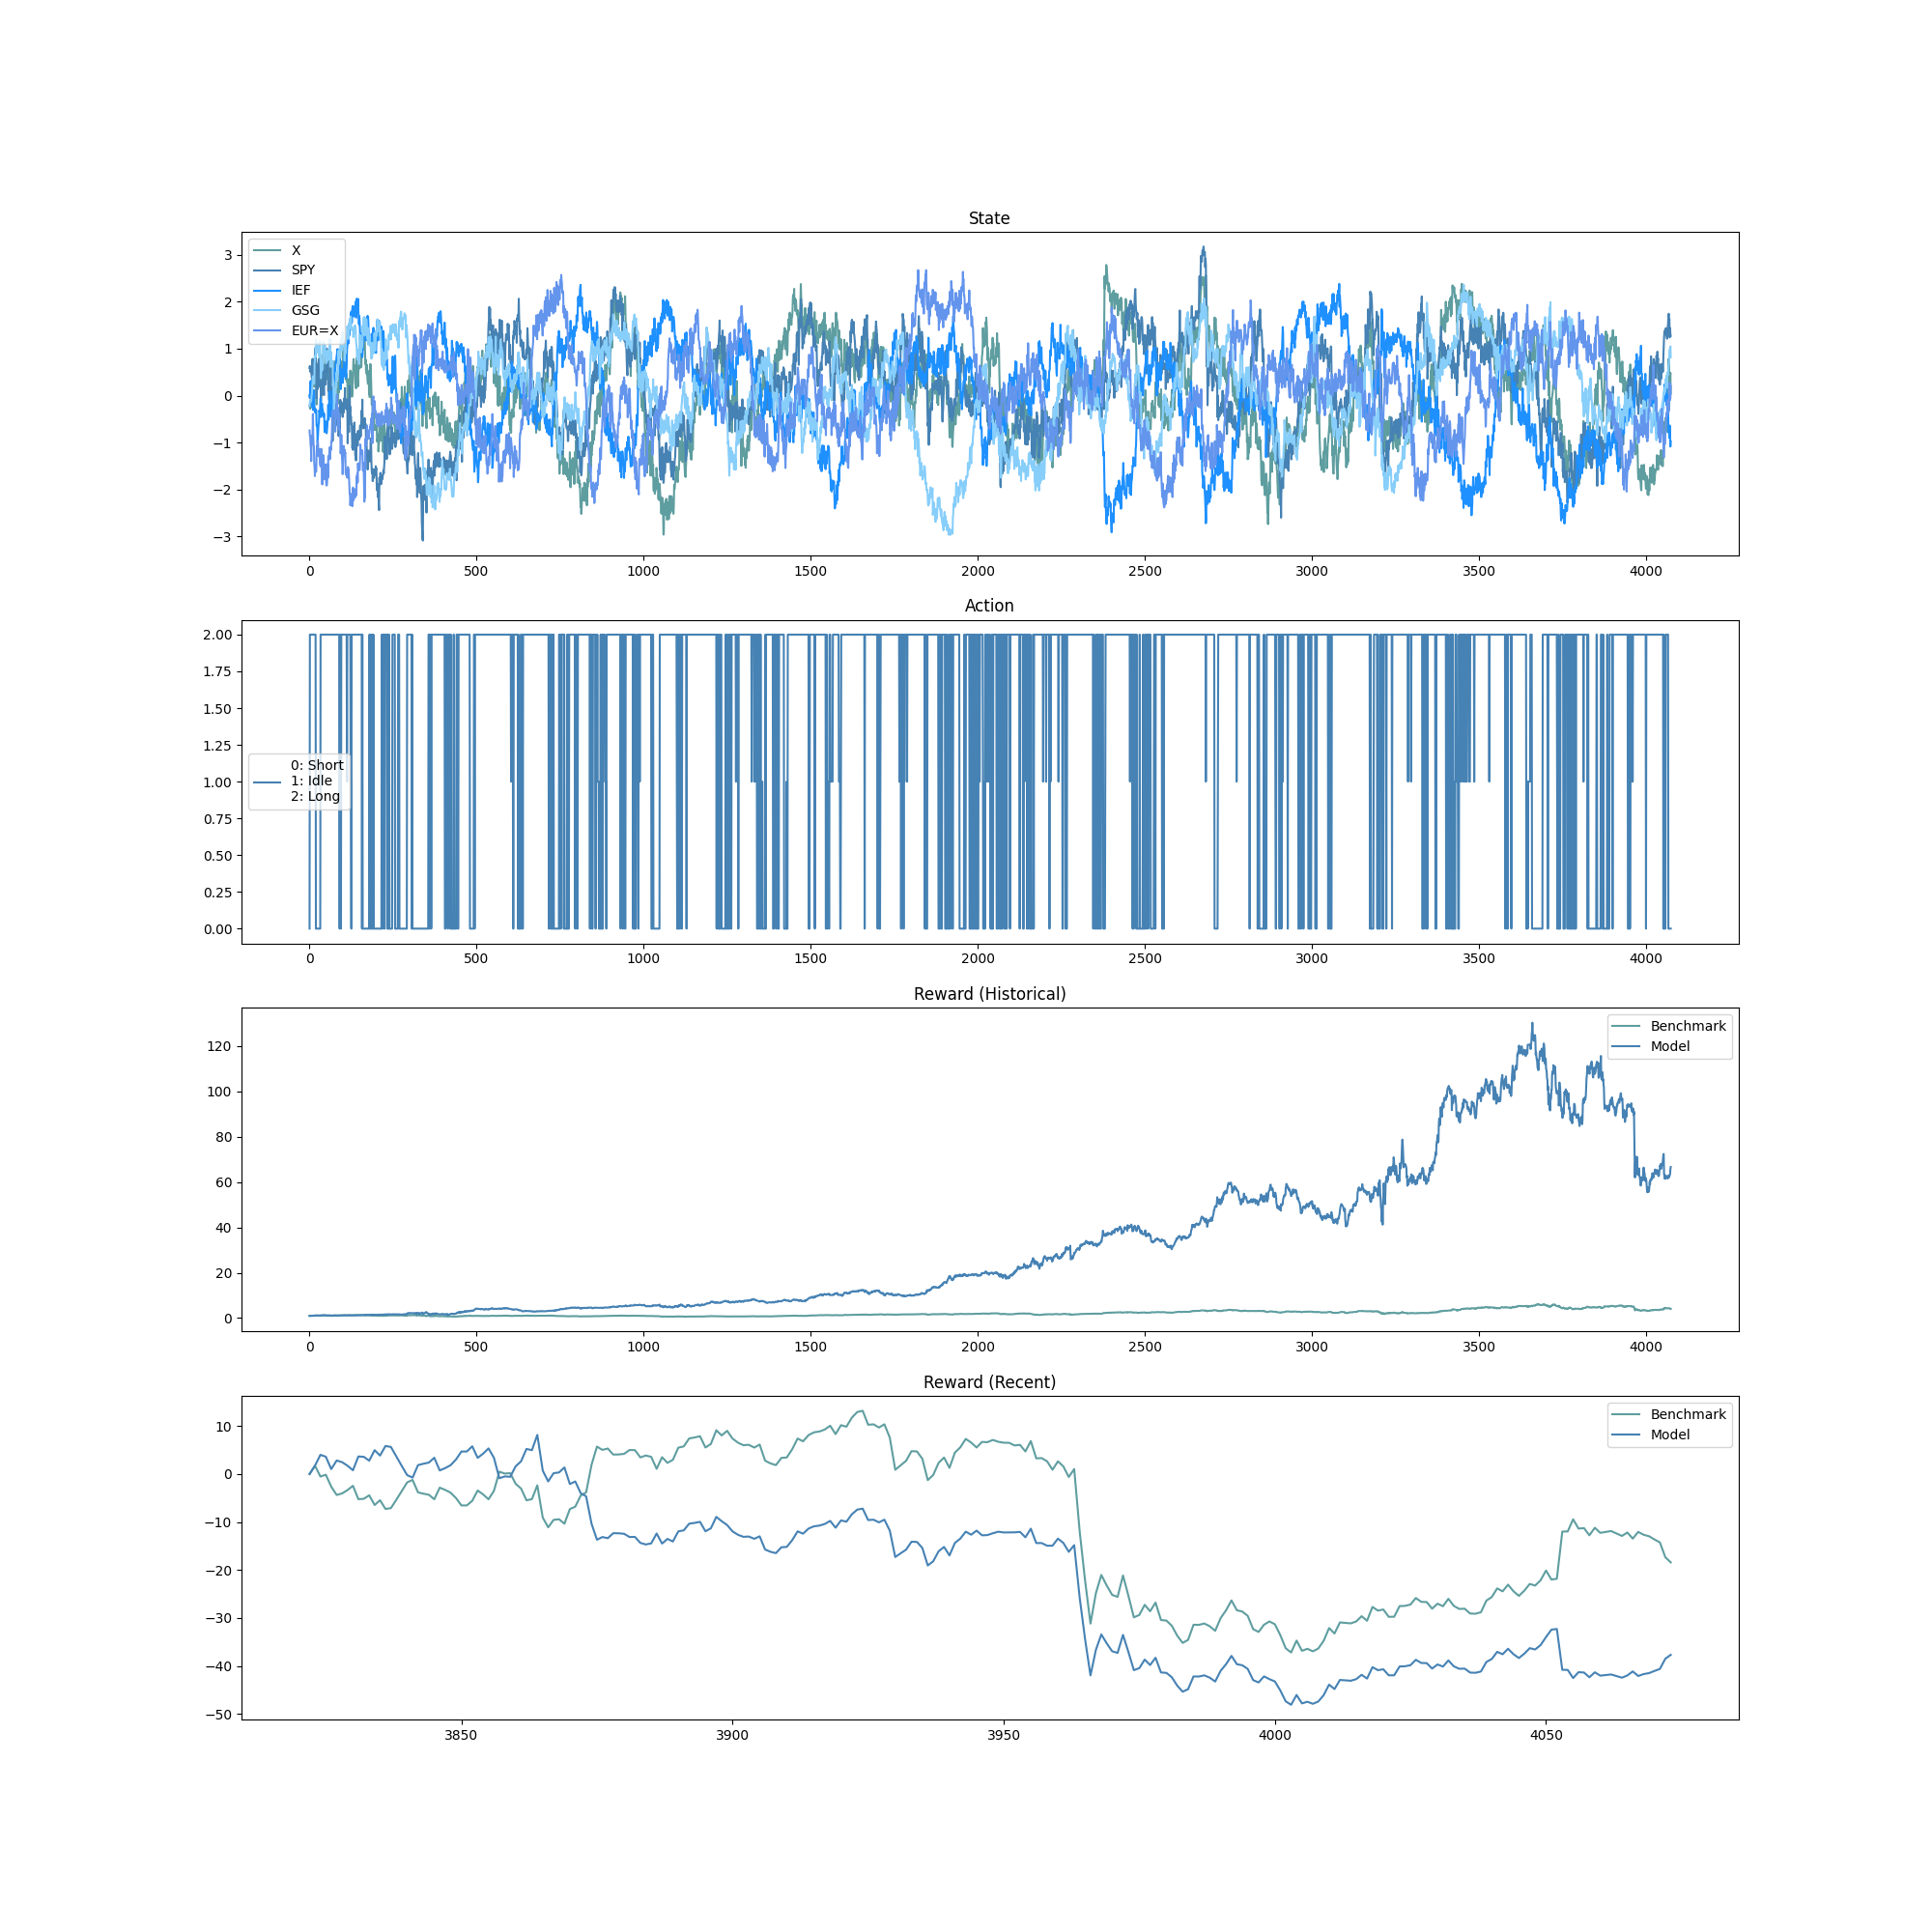 State
3
2
1
0
−1
−2
−3
X
SPY
IEF
GSG
EUR=X
0 500 1000 1500 2000 2500 3000 3500 4000
Action
2.00
1.75
1.50
1.25
1.00
0.75
0.50
0.25
0.00
0: Short
1: Idle
2: Long
0 500 1000 1500 2000 2500 3000 3500 4000
Reward (Historical)
120
100
80
60
40
20
0
Benchmark
Model
0 500 1000 1500 2000 2500 3000 3500 4000
Reward (Recent)
10
0
−10
−20
−30
−40
−50
Benchmark
Model
3850 3900 3950 4000 4050